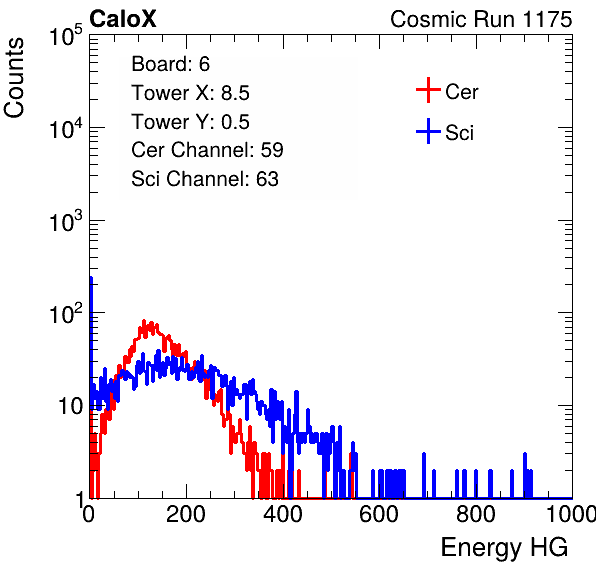 CaloX Cosmic Run 1175
Counts
Board: 6
Tower X: 8.5
Tower Y: 0.5
Cer Channel: 59
Sci Channel: 63
Cer
Sci
10^5
10^4
10^3
10^2
10
1
0 200 400 600 800 1000
Energy HG